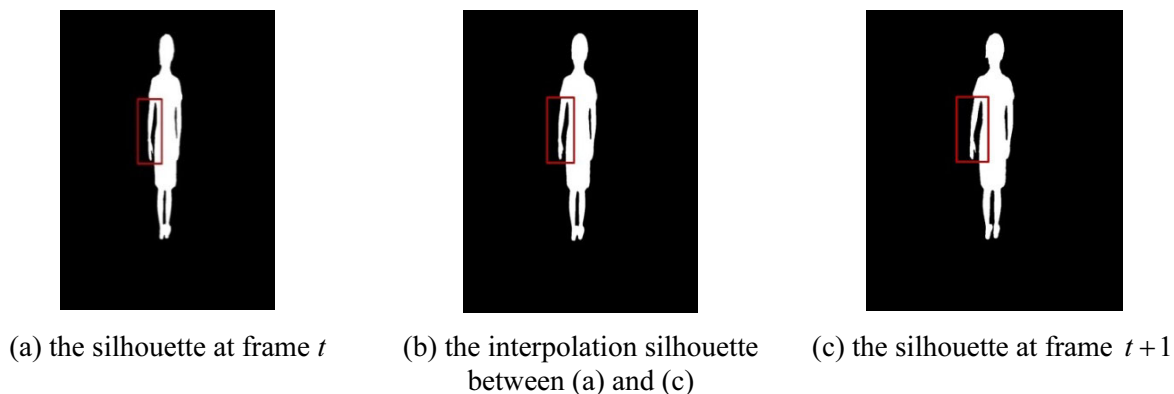 (a) the silhouette at frame t
(b) the interpolation silhouette
between (a) and (c)
(c) the silhouette at frame t + 1